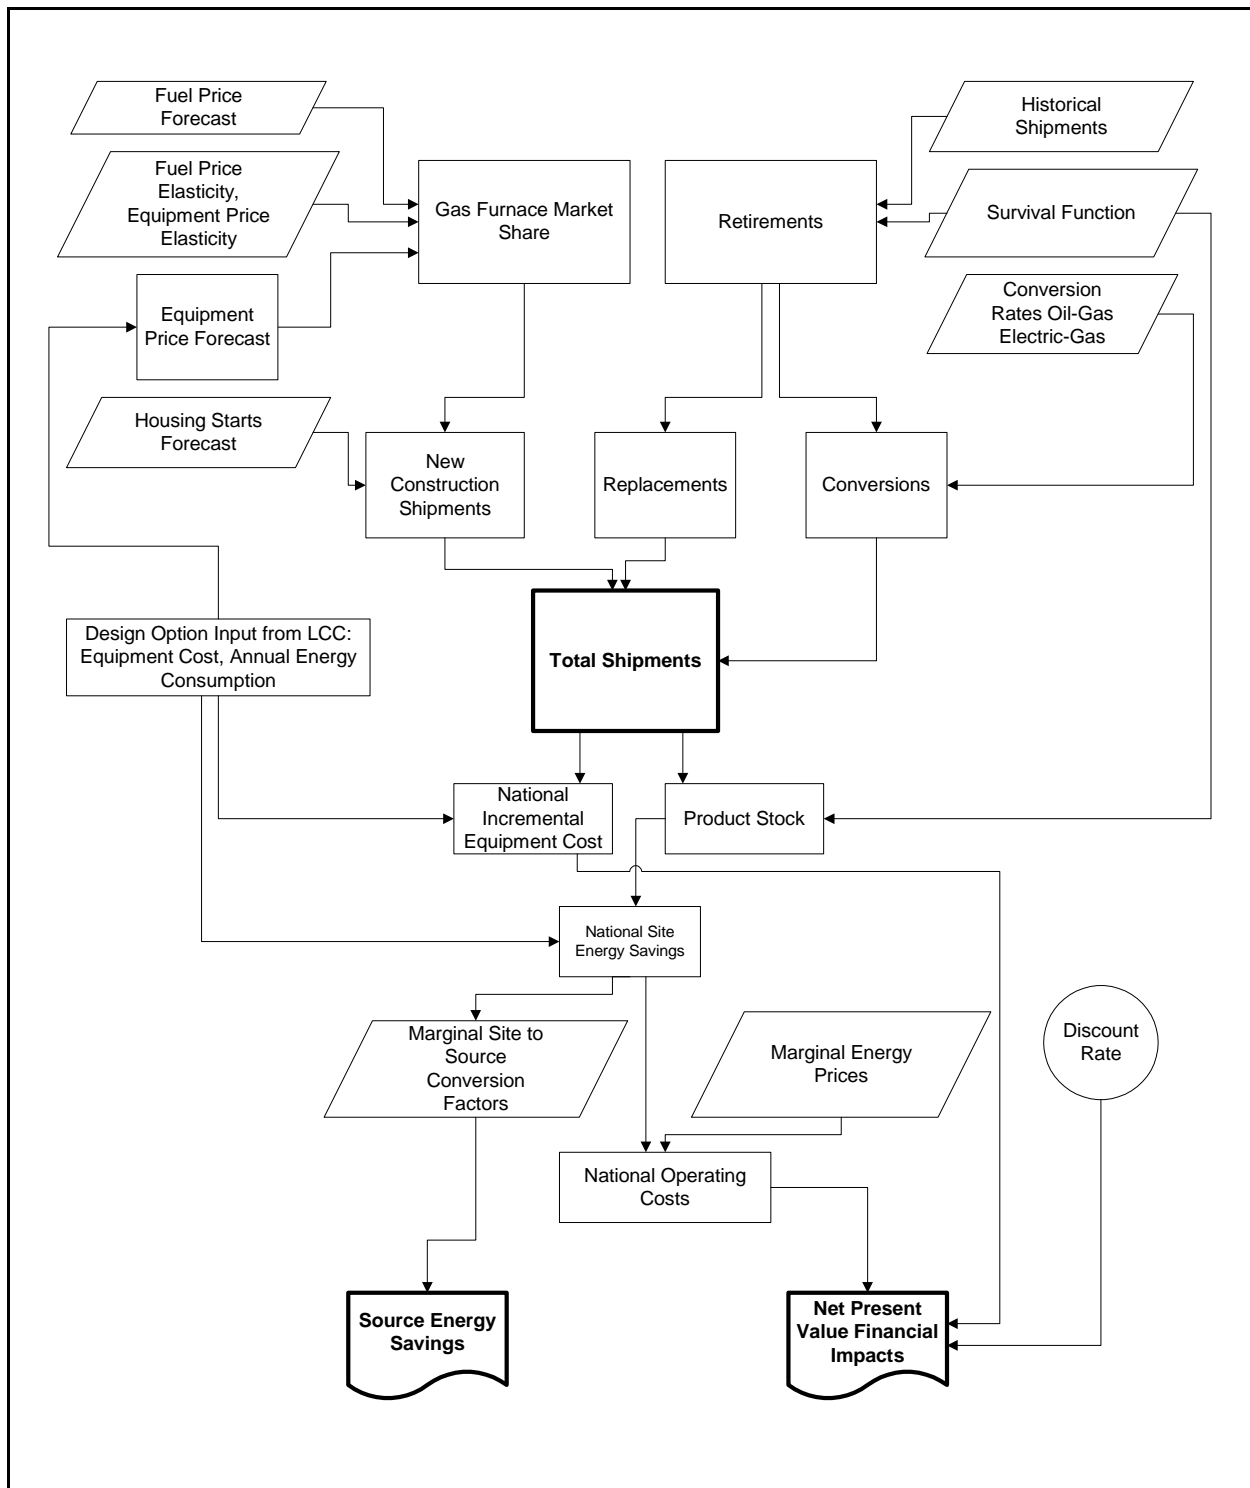 Fuel Price
Forecast
Historical
Shipments
Fuel Price
Elasticity,
Equipment Price
Elasticity
Gas Furnace Market
Share
Retirements
Survival Function
Equipment
Price Forecast
Conversion
Rates Oil-Gas
Electric-Gas
Housing Starts
Forecast
New
Construction
Shipments
Replacements
Conversions
Design Option Input from LCC:
Equipment Cost, Annual Energy
Consumption
Total Shipments
National
Incremental
Equipment Cost
Product Stock
National Site
Energy Savings
Marginal Site to
Source
Conversion
Factors
Marginal Energy
Prices
Discount
Rate
National Operating
Costs
Source Energy
Savings
Net Present
Value Financial
Impacts